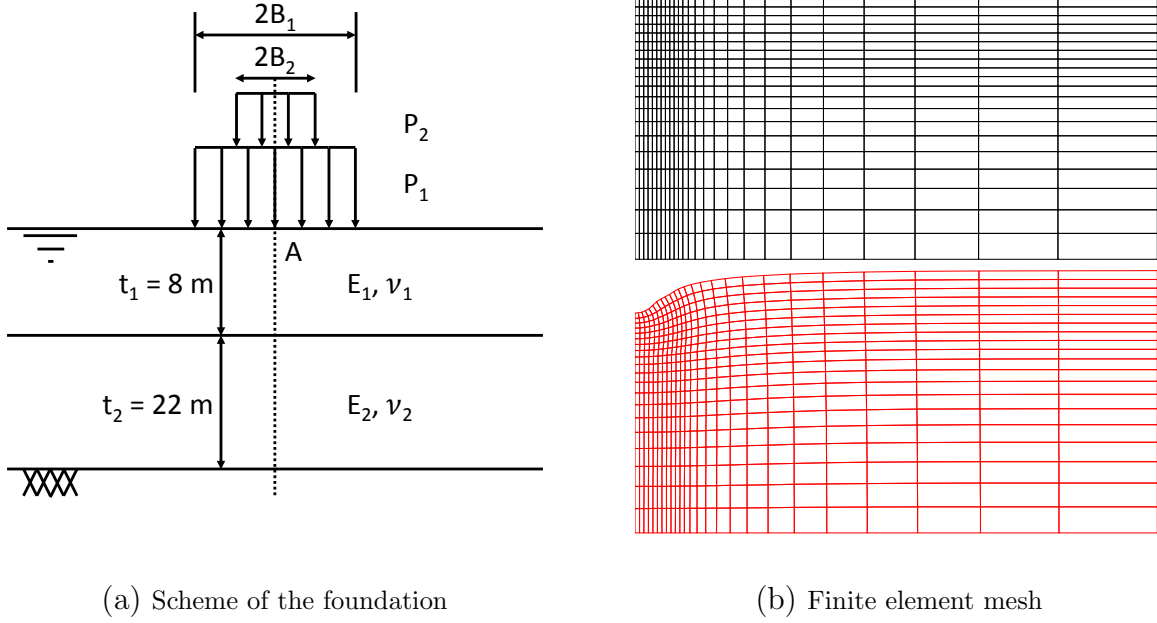 2B₁
2B₂
P₂
P₁
A
t₁ = 8 m
E₁, ν₁
t₂ = 22 m
E₂, ν₂
(a) Scheme of the foundation
(b) Finite element mesh